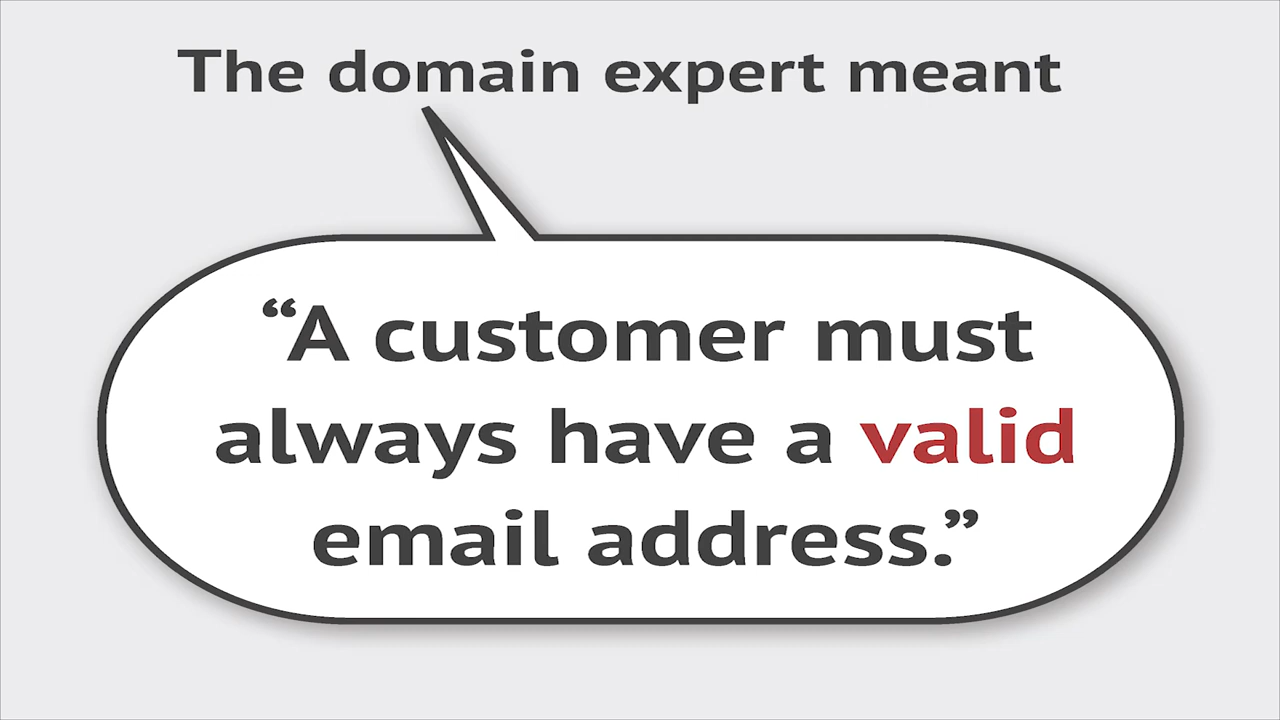 The domain expert meant
“A customer must
always have a valid
email address.”